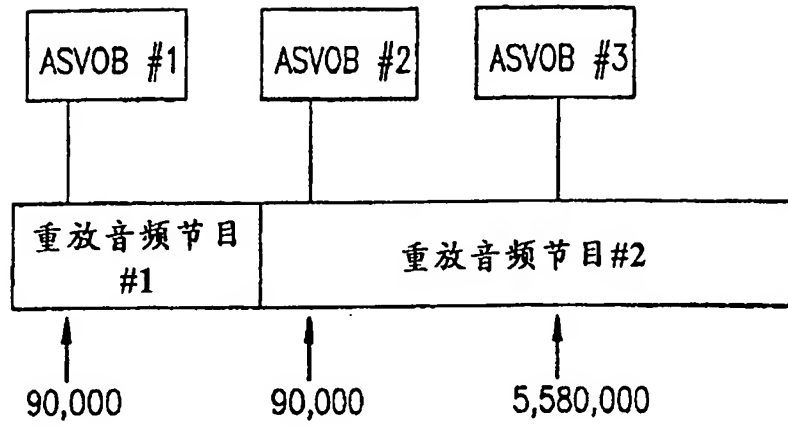 ASVOB #1
ASVOB #2
ASVOB #3
重放音频节目
#1
重放音频节目#2
90,000
90,000
5,580,000